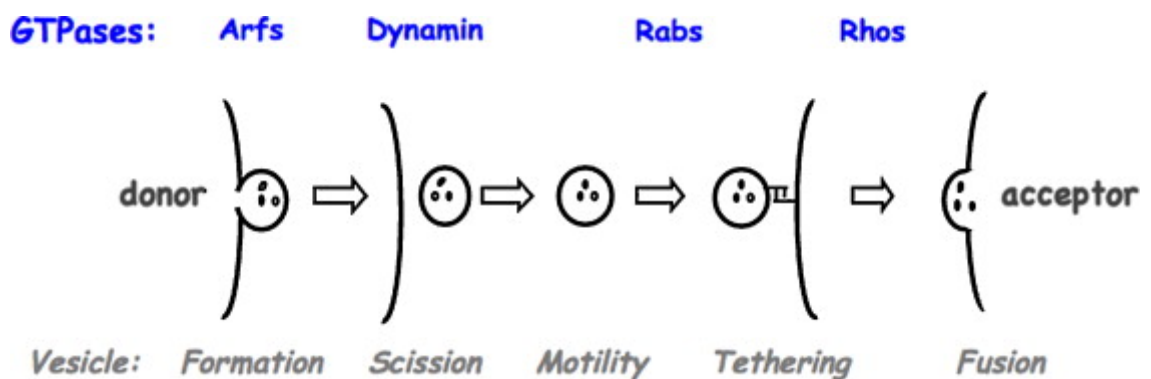 GTPases: Arfs Dynamin Rabs Rhos
donor acceptor
Vesicle: Formation Scission Motility Tethering Fusion